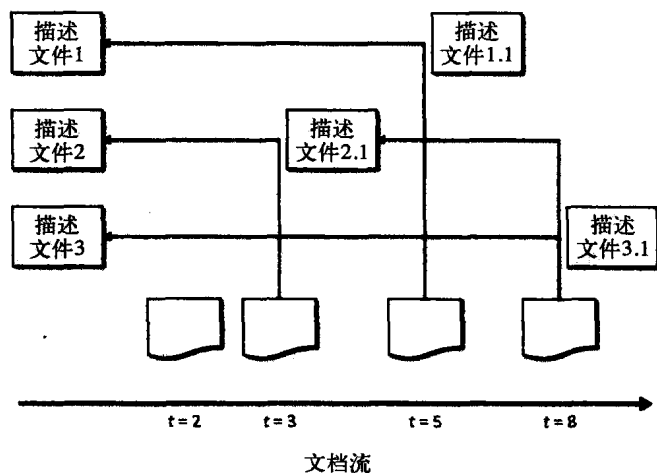 描述
文件1
描述
文件1.1
描述
文件2
描述
文件2.1
描述
文件3
描述
文件3.1
t=2
t=3
t=5
t=8
文档流